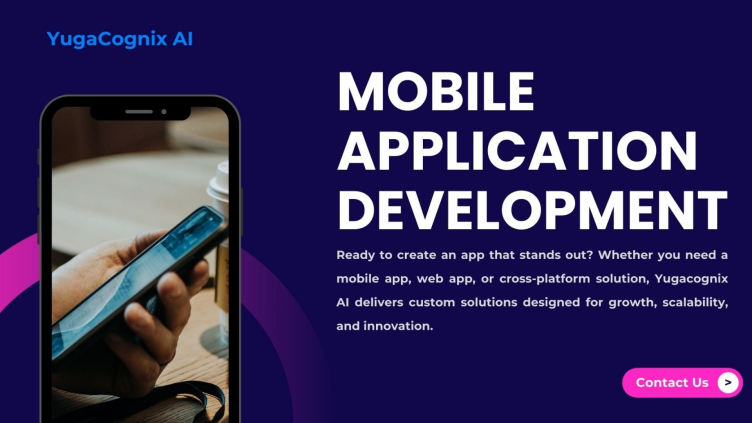 YugaCognix AI
MOBILE
APPLICATION
DEVELOPMENT
Ready to create an app that stands out? Whether you need a
mobile app, web app, or cross-platform solution, Yugacognix
AI delivers custom solutions designed for growth, scalability,
and innovation.
Contact Us >